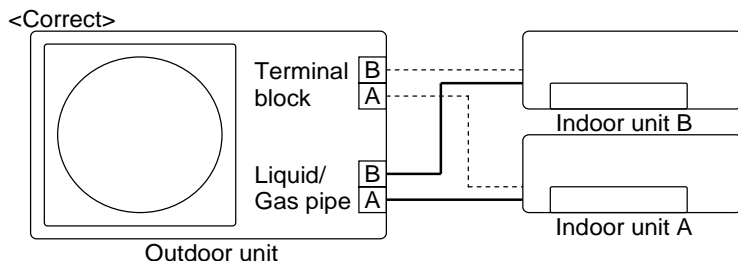 <Correct>
Terminal block
B
A
Liquid/
Gas pipe
B
A
Outdoor unit
Indoor unit B
Indoor unit A